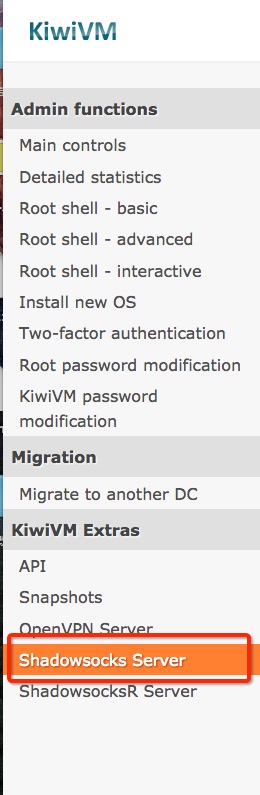 KiwiVM
Admin functions
Main controls
Detailed statistics
Root shell - basic
Root shell - advanced
Root shell - interactive
Install new OS
Two-factor authentication
Root password modification
KiwiVM password
modification
Migration
Migrate to another DC
KiwiVM Extras
API
Snapshots
OpenVPN Server
Shadowsocks Server
ShadowsocksR Server